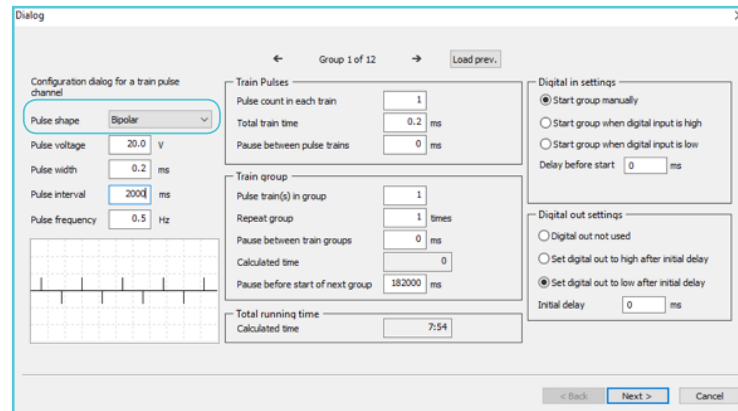 Dialog
← Group 1 of 12 → Load prev.
Configuration dialog for a train pulse
channel
Pulse shape Bipolar
Pulse voltage 20.0 V
Pulse width 0.2 ms
Pulse interval 2000 ms
Pulse frequency 0.5 Hz
Train Pulses
Pulse count in each train 1
Total train time 0.2 ms
Pause between pulse trains 0 ms
Train group
Pulse train(s) in group 1
Repeat group 1 times
Pause between train groups 0 ms
Calculated time 0
Pause before start of next group 182000 ms
Total running time
Calculated time 7:54
Digital in settings
Start group manually
Start group when digital input is high
Start group when digital input is low
Delay before start 0 ms
Digital out settings
Digital out not used
Set digital out to high after initial delay
Set digital out to low after initial delay
Initial delay 0 ms
< Back Next > Cancel